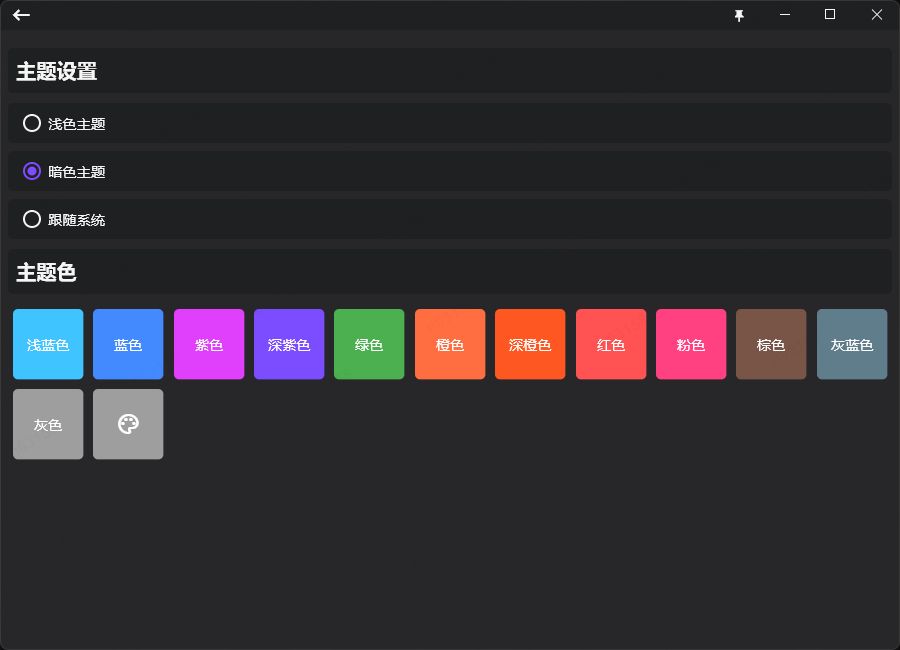 主题设置
浅色主题
暗色主题
跟随系统
主题色
浅蓝色 蓝色 紫色 深紫色 绿色 橙色 深橙色 红色 粉色 棕色 灰蓝色
灰色